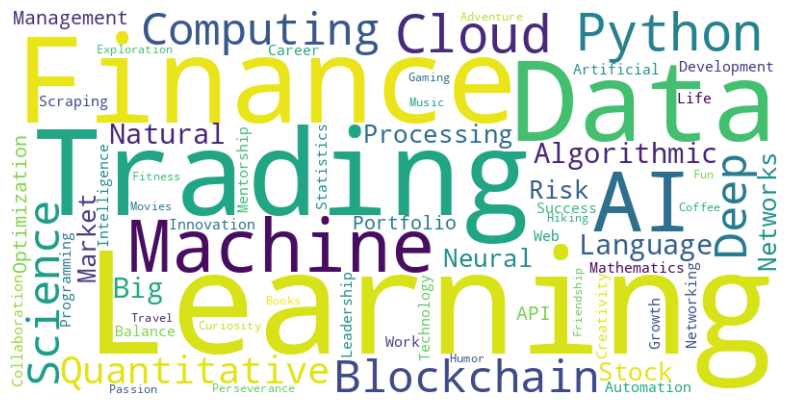 Management
Computing
Cloud
Adventure
Python
Exploration
Career
Finance
Data
Gaming
Artificial
Development
Scraping
Music
Life
Trading
Natural
Mentorship
Statistics
Processing
Algorithmic
Optimization
Intelligence
Fitness
Movies
Innovation
Portfolio
Risk
Success
Hiking
AI
Fun
Coffee
Deep
Networks
Science
Market
Programming
Machine
Neural
Web
Language
Mathematics
Collaboration
Big
Travel
Balance
Learning
Books
Curiosity
Leadership
Technology
Work
API
Friendship
Creativity
Growth
Networking
Quantitative
Passion
Perseverance
Blockchain
Humor
Stock
Automation